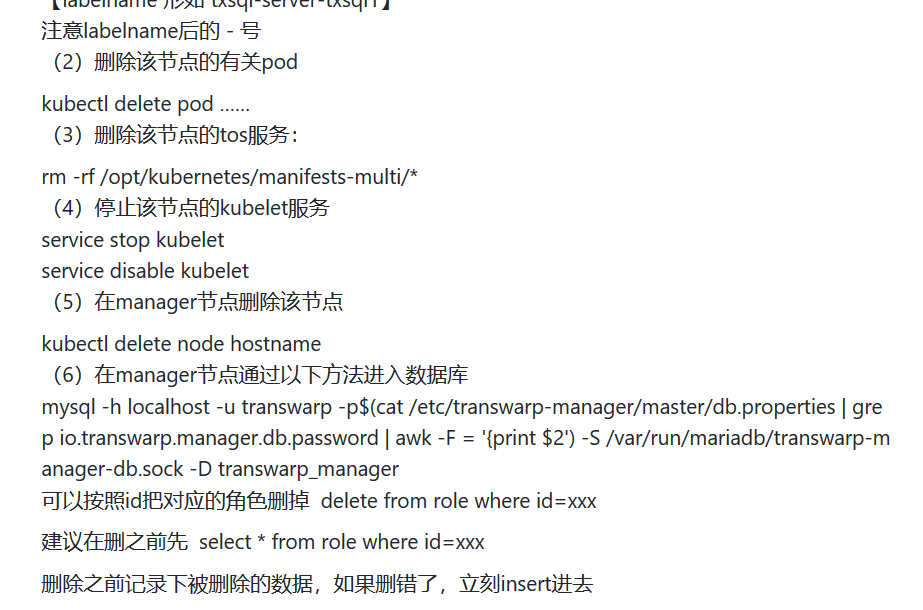 【labelname 形如 txsql-server-txsql1】
注意labelname后的 - 号
（2）删除该节点的有关pod
kubectl delete pod ......
（3）删除该节点的tos服务：
rm -rf /opt/kubernetes/manifests-multi/*
（4）停止该节点的kubelet服务
service stop kubelet
service disable kubelet
（5）在manager节点删除该节点
kubectl delete node hostname
（6）在manager节点通过以下方法进入数据库
mysql -h localhost -u transwarp -p$(cat /etc/transwarp-manager/master/db.properties | gre
p io.transwarp.manager.db.password | awk -F = '{print $2') -S /var/run/mariadb/transwarp-m
anager-db.sock -D transwarp_manager
可以按照id把对应的角色删掉  delete from role where id=xxx
建议在删之前先  select * from role where id=xxx
删除之前记录下被删除的数据，如果删错了，立刻insert进去